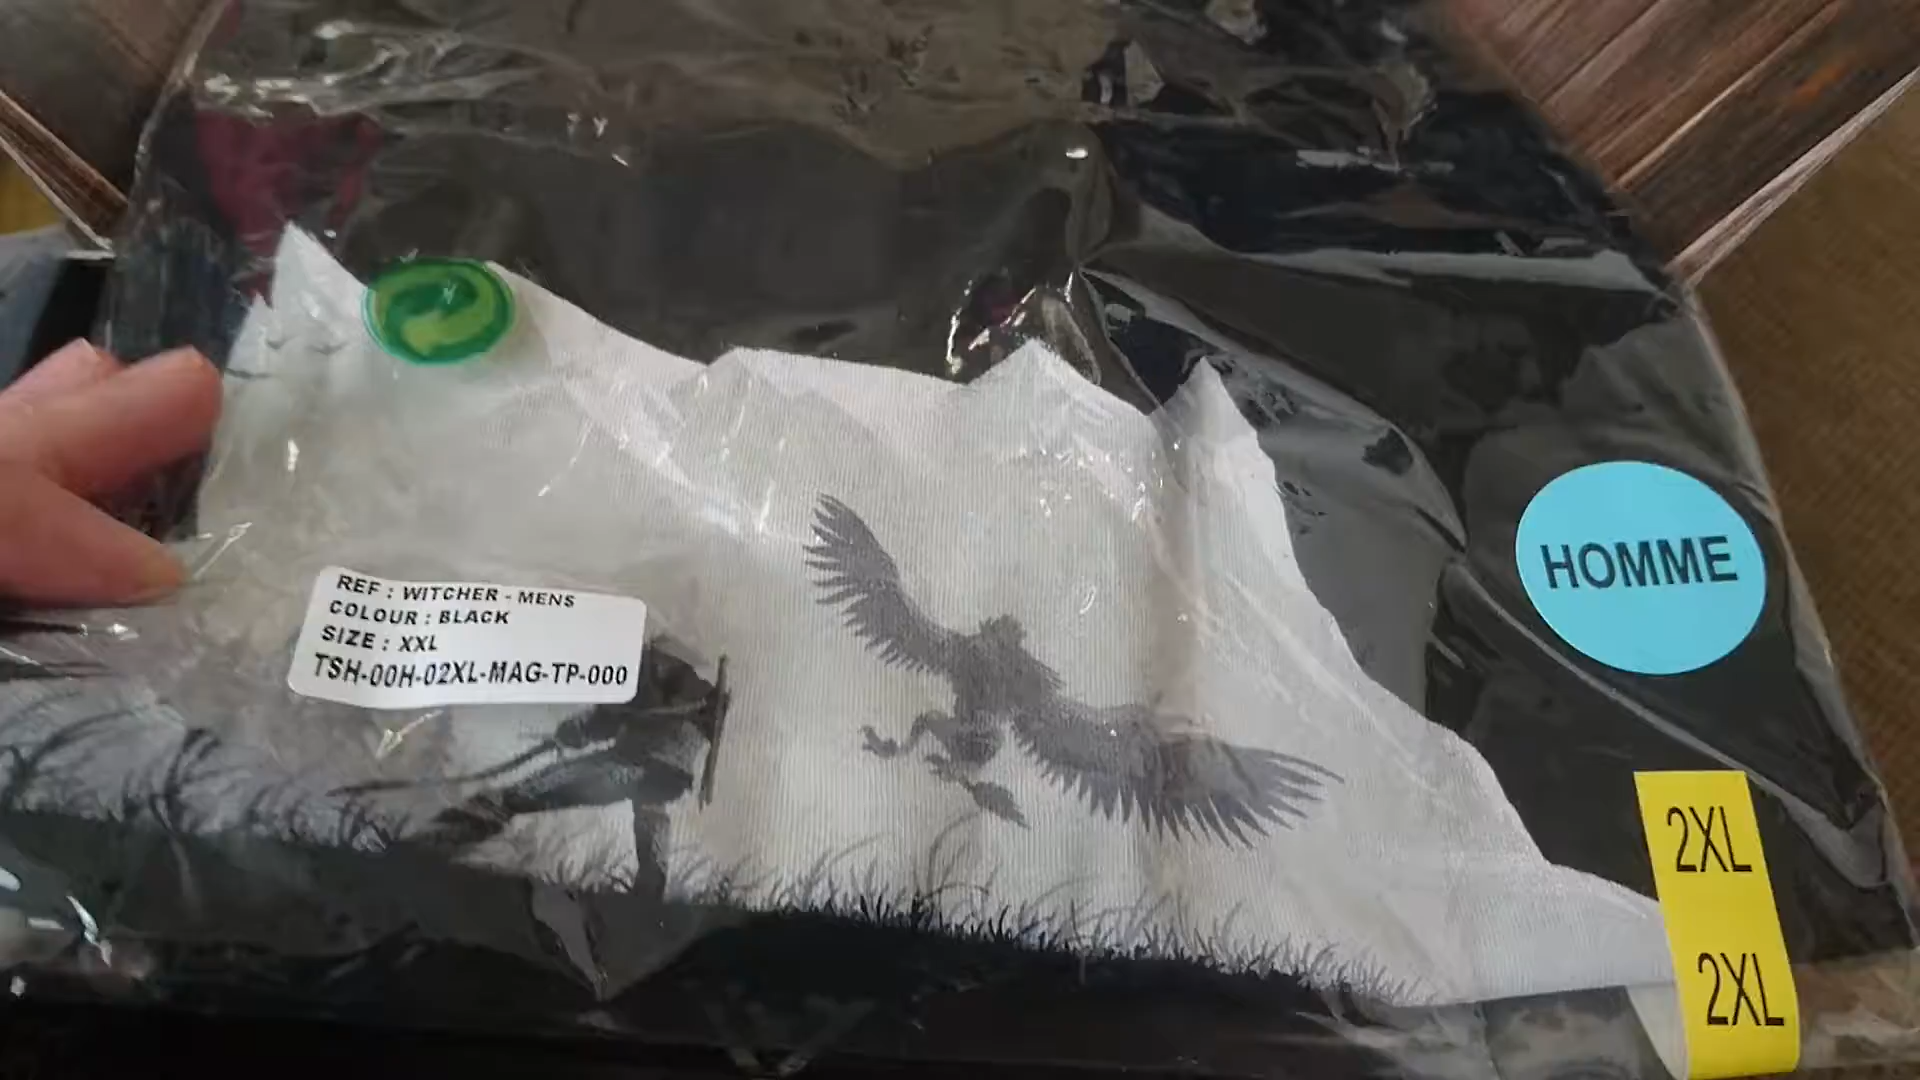 REF : WITCHER - MENS
COLOUR : BLACK
SIZE : XXL
TSH-00H-02XL-MAG-TP-000
HOMME
2XL
2XL